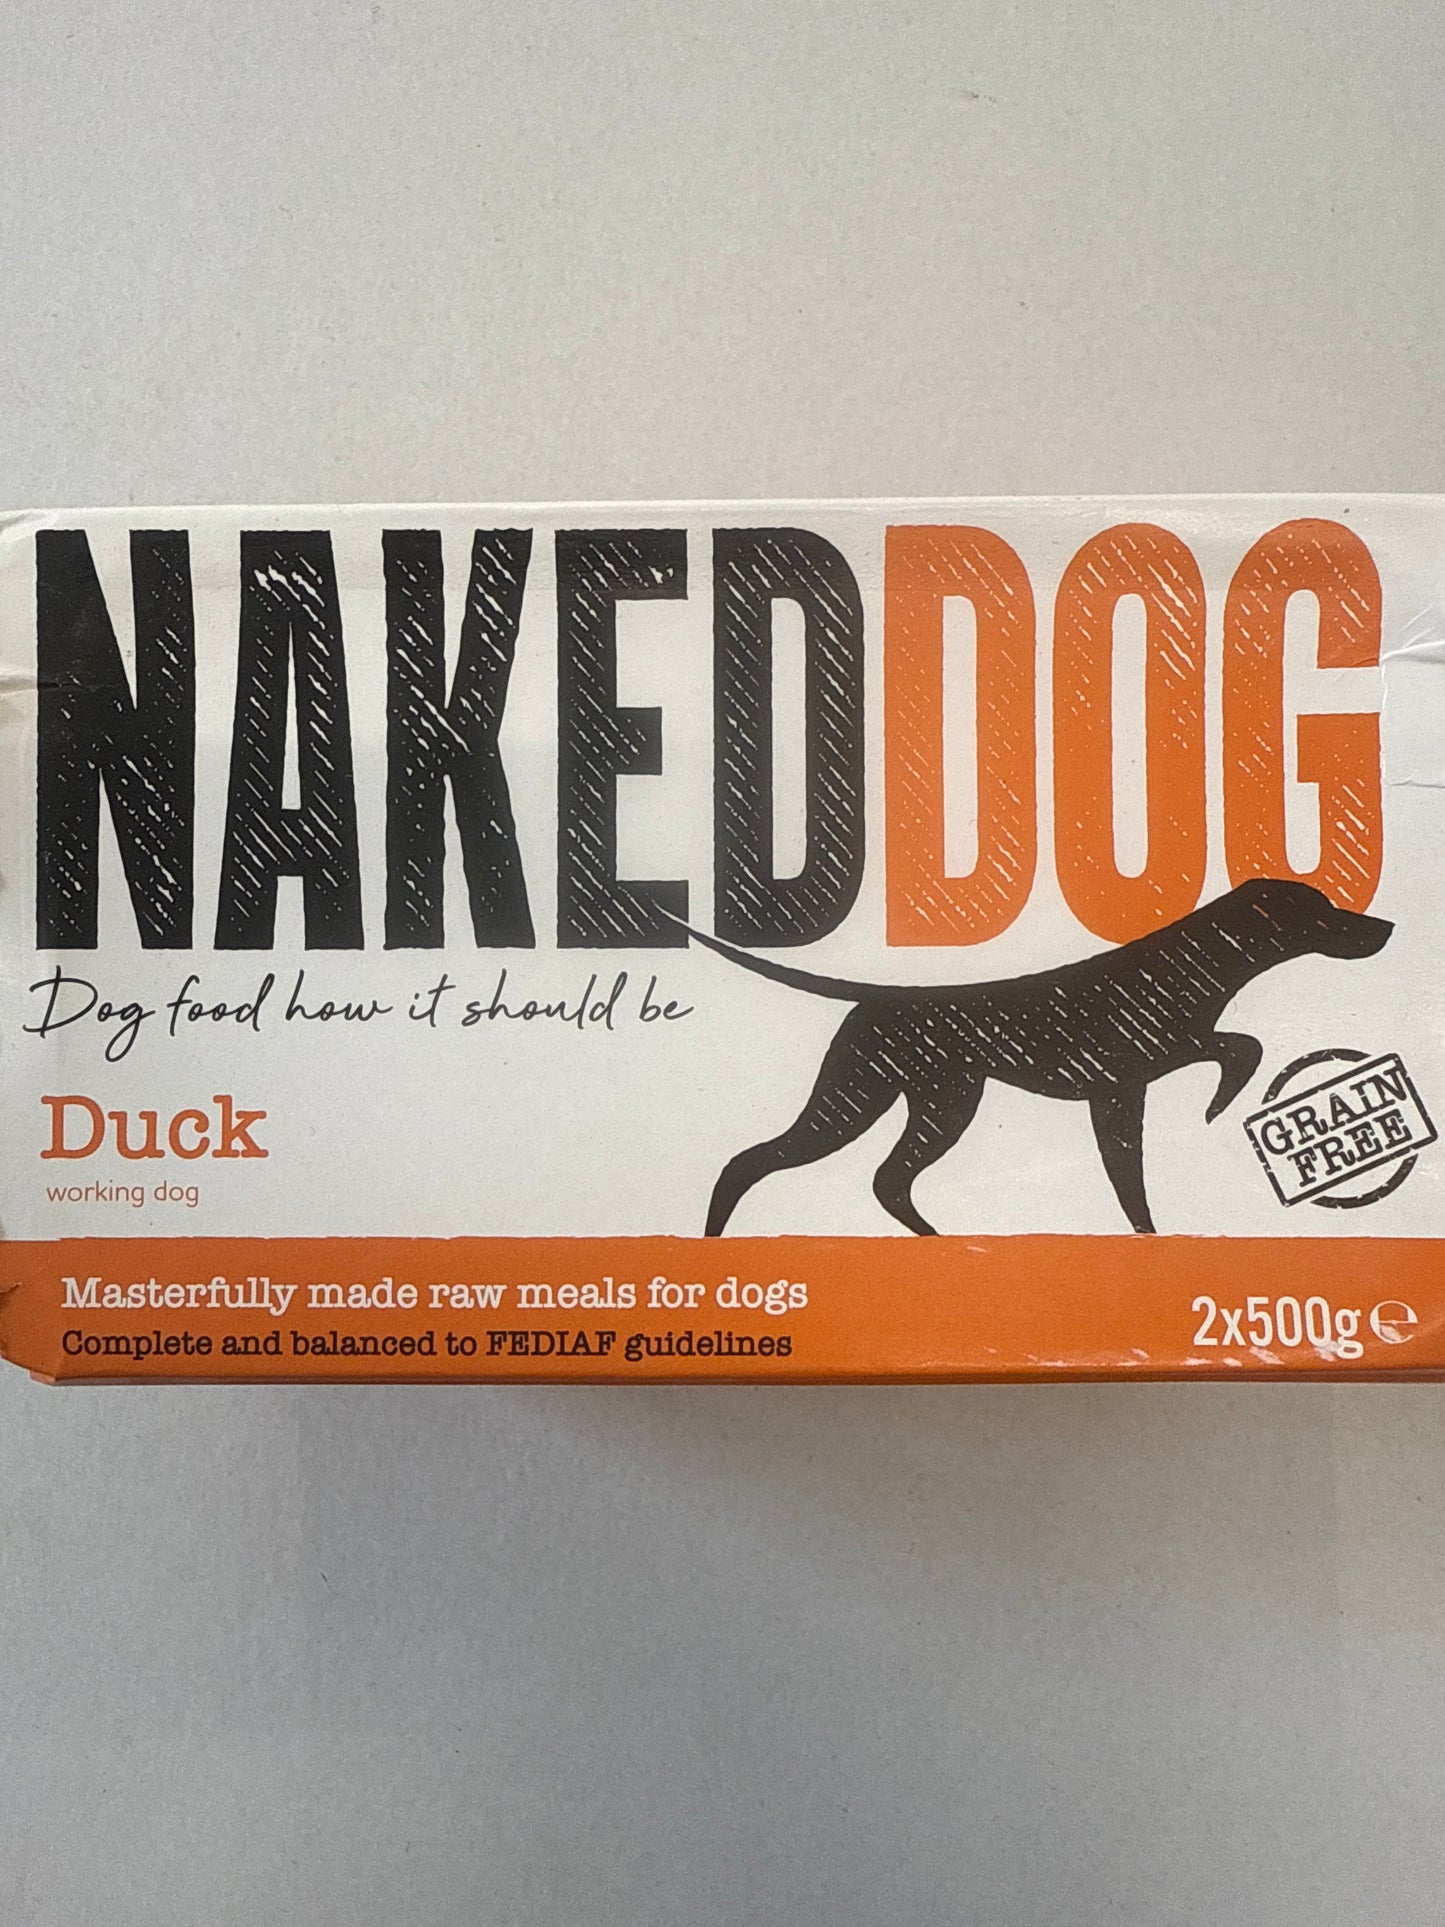 NAKEDDOG
Dog food how it should be
Duck
working dog
GRAIN
FREE
Masterfully made raw meals for dogs
Complete and balanced to FEDIAF guidelines
2x500g ℮